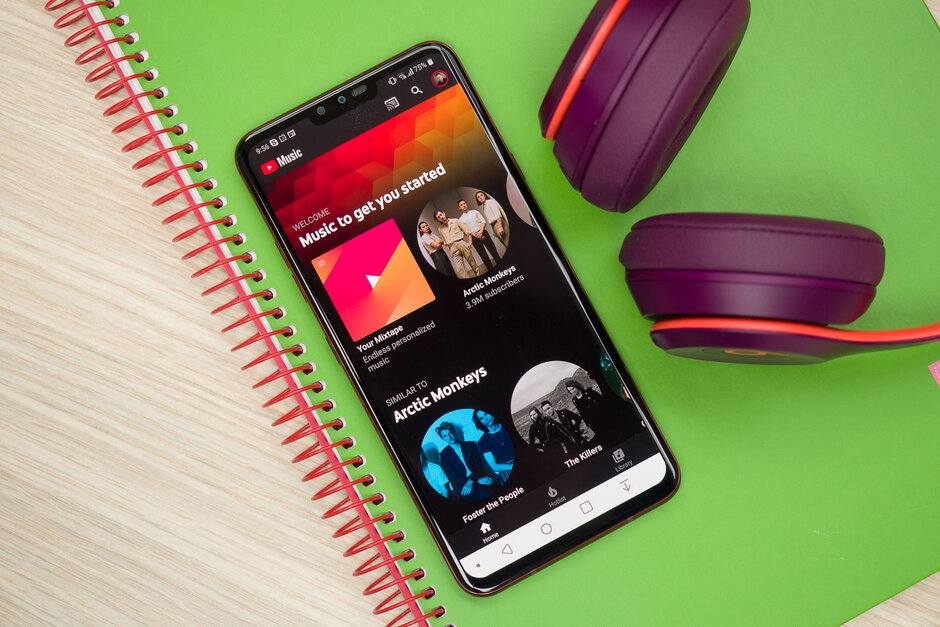 9:56
75%
Music
WELCOME
Music to get you started
Your Mixtape
Endless personalized
music
Arctic Monkeys
3.9M subscribers
SIMILAR TO
Arctic Monkeys
Foster the People
The Killers
Home
Hotlist
Library